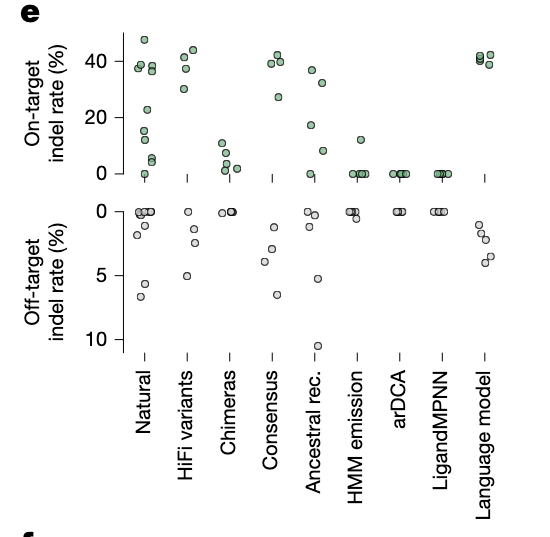 e
On-target
indel rate (%)
40
20
0
Off-target
indel rate (%)
0
5
10
Natural
HiFi variants
Chimeras
Consensus
Ancestral rec.
HMM emission
arDCA
LigandMPNN
Language model